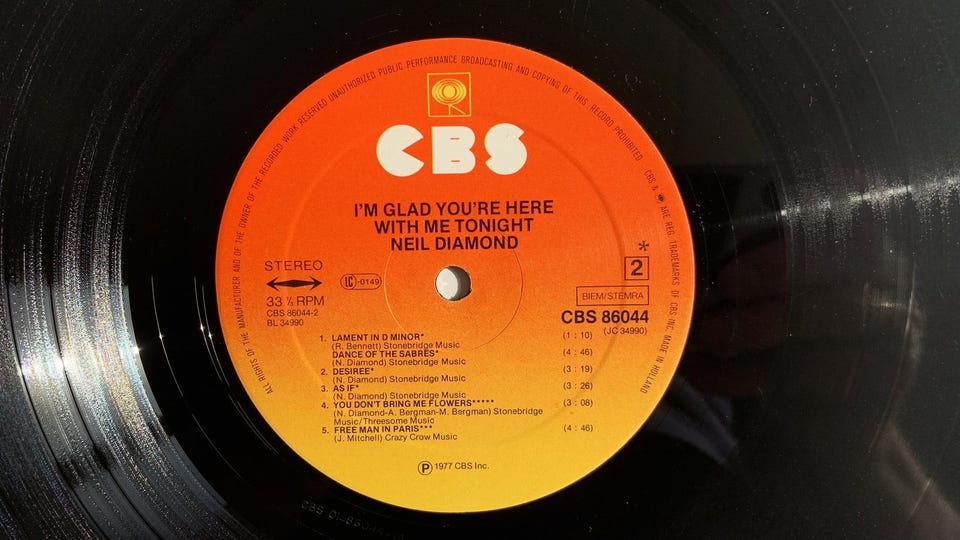 ALL RIGHTS OF THE MANUFACTURER AND OF THE OWNER OF THE RECORDED WORK RESERVED UNAUTHORIZED PUBLIC PERFORMANCE BROADCASTING AND COPYING OF THIS RECORD PROHIBITED CBS & ARE REG. TRADEMARKS OF CBS INC. MADE IN HOLLAND
CBS
I'M GLAD YOU'RE HERE
WITH ME TONIGHT
NEIL DIAMOND
STEREO
33 ⅓ RPM
CBS 86044-2
BL 34990
LC-0149
*
2
BIEM/STEMRA
CBS 86044
(JC 34990)
1. LAMENT IN D MINOR* (1 : 10)
(R. Bennett) Stonebridge Music
DANCE OF THE SABRES* (4 : 46)
(N. Diamond) Stonebridge Music
2. DESIREE* (3 : 19)
(N. Diamond) Stonebridge Music
3. AS IF* (3 : 26)
(N. Diamond) Stonebridge Music
4. YOU DON'T BRING ME FLOWERS***** (3 : 08)
(N. Diamond-A. Bergman-M. Bergman) Stonebridge
Music/Threesome Music
5. FREE MAN IN PARIS*** (4 : 46)
(J. Mitchell) Crazy Crow Music
℗ 1977 CBS Inc.